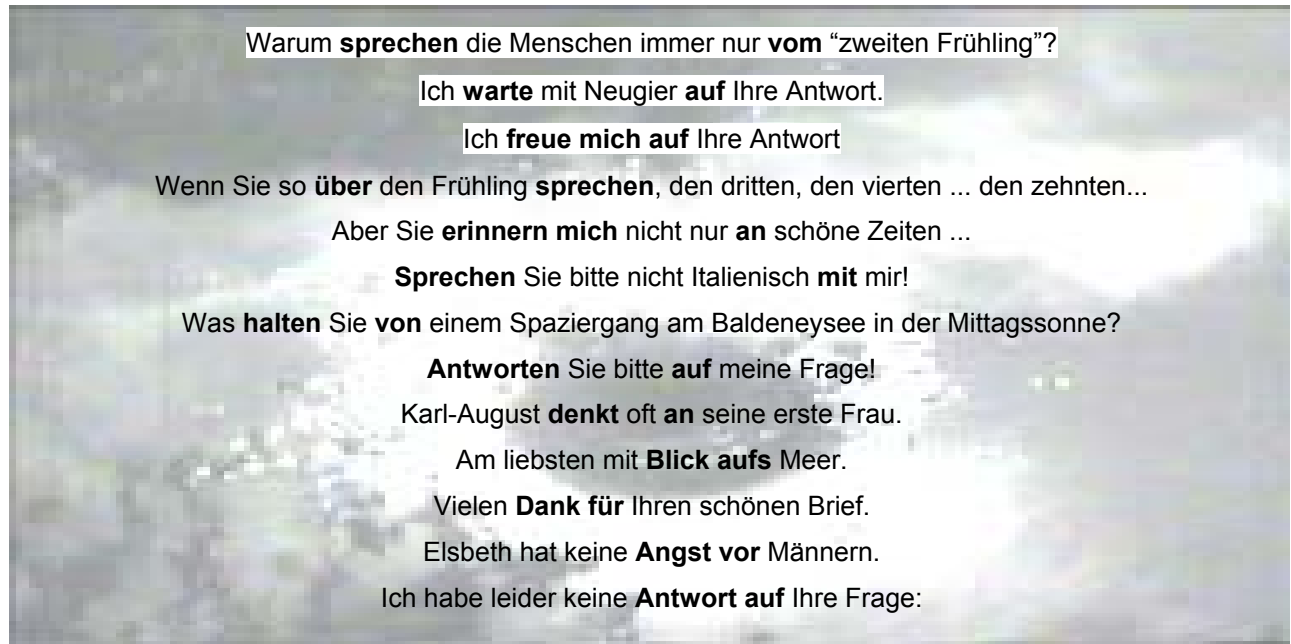 Warum sprechen die Menschen immer nur vom “zweiten Frühling”?
Ich warte mit Neugier auf Ihre Antwort.
Ich freue mich auf Ihre Antwort
Wenn Sie so über den Frühling sprechen, den dritten, den vierten ... den zehnten...
Aber Sie erinnern mich nicht nur an schöne Zeiten ...
Sprechen Sie bitte nicht Italienisch mit mir!
Was halten Sie von einem Spaziergang am Baldeneysee in der Mittagssonne?
Antworten Sie bitte auf meine Frage!
Karl-August denkt oft an seine erste Frau.
Am liebsten mit Blick aufs Meer.
Vielen Dank für Ihren schönen Brief.
Elsbeth hat keine Angst vor Männern.
Ich habe leider keine Antwort auf Ihre Frage: